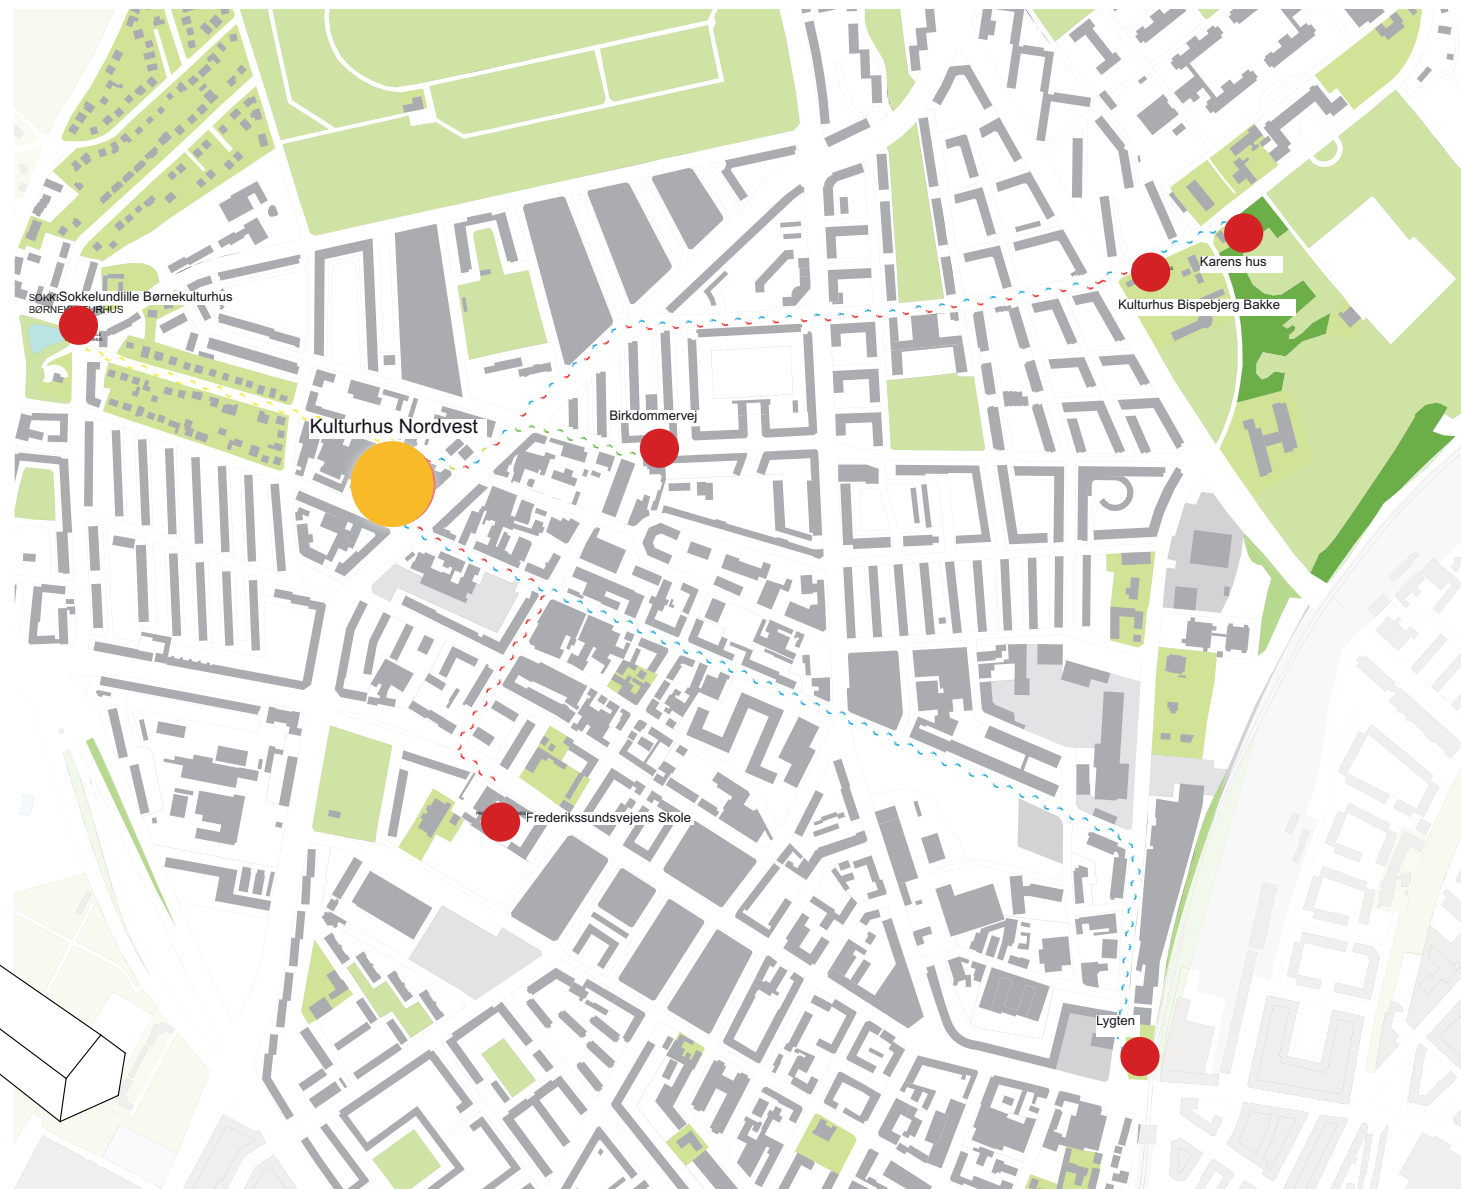 Karens hus
Sokkelundlille Børnekulturhus
Kulturhus Bispebjerg Bakke
Birkdommervej
Kulturhus Nordvest
Frederikssundsvejens Skole
Lygten